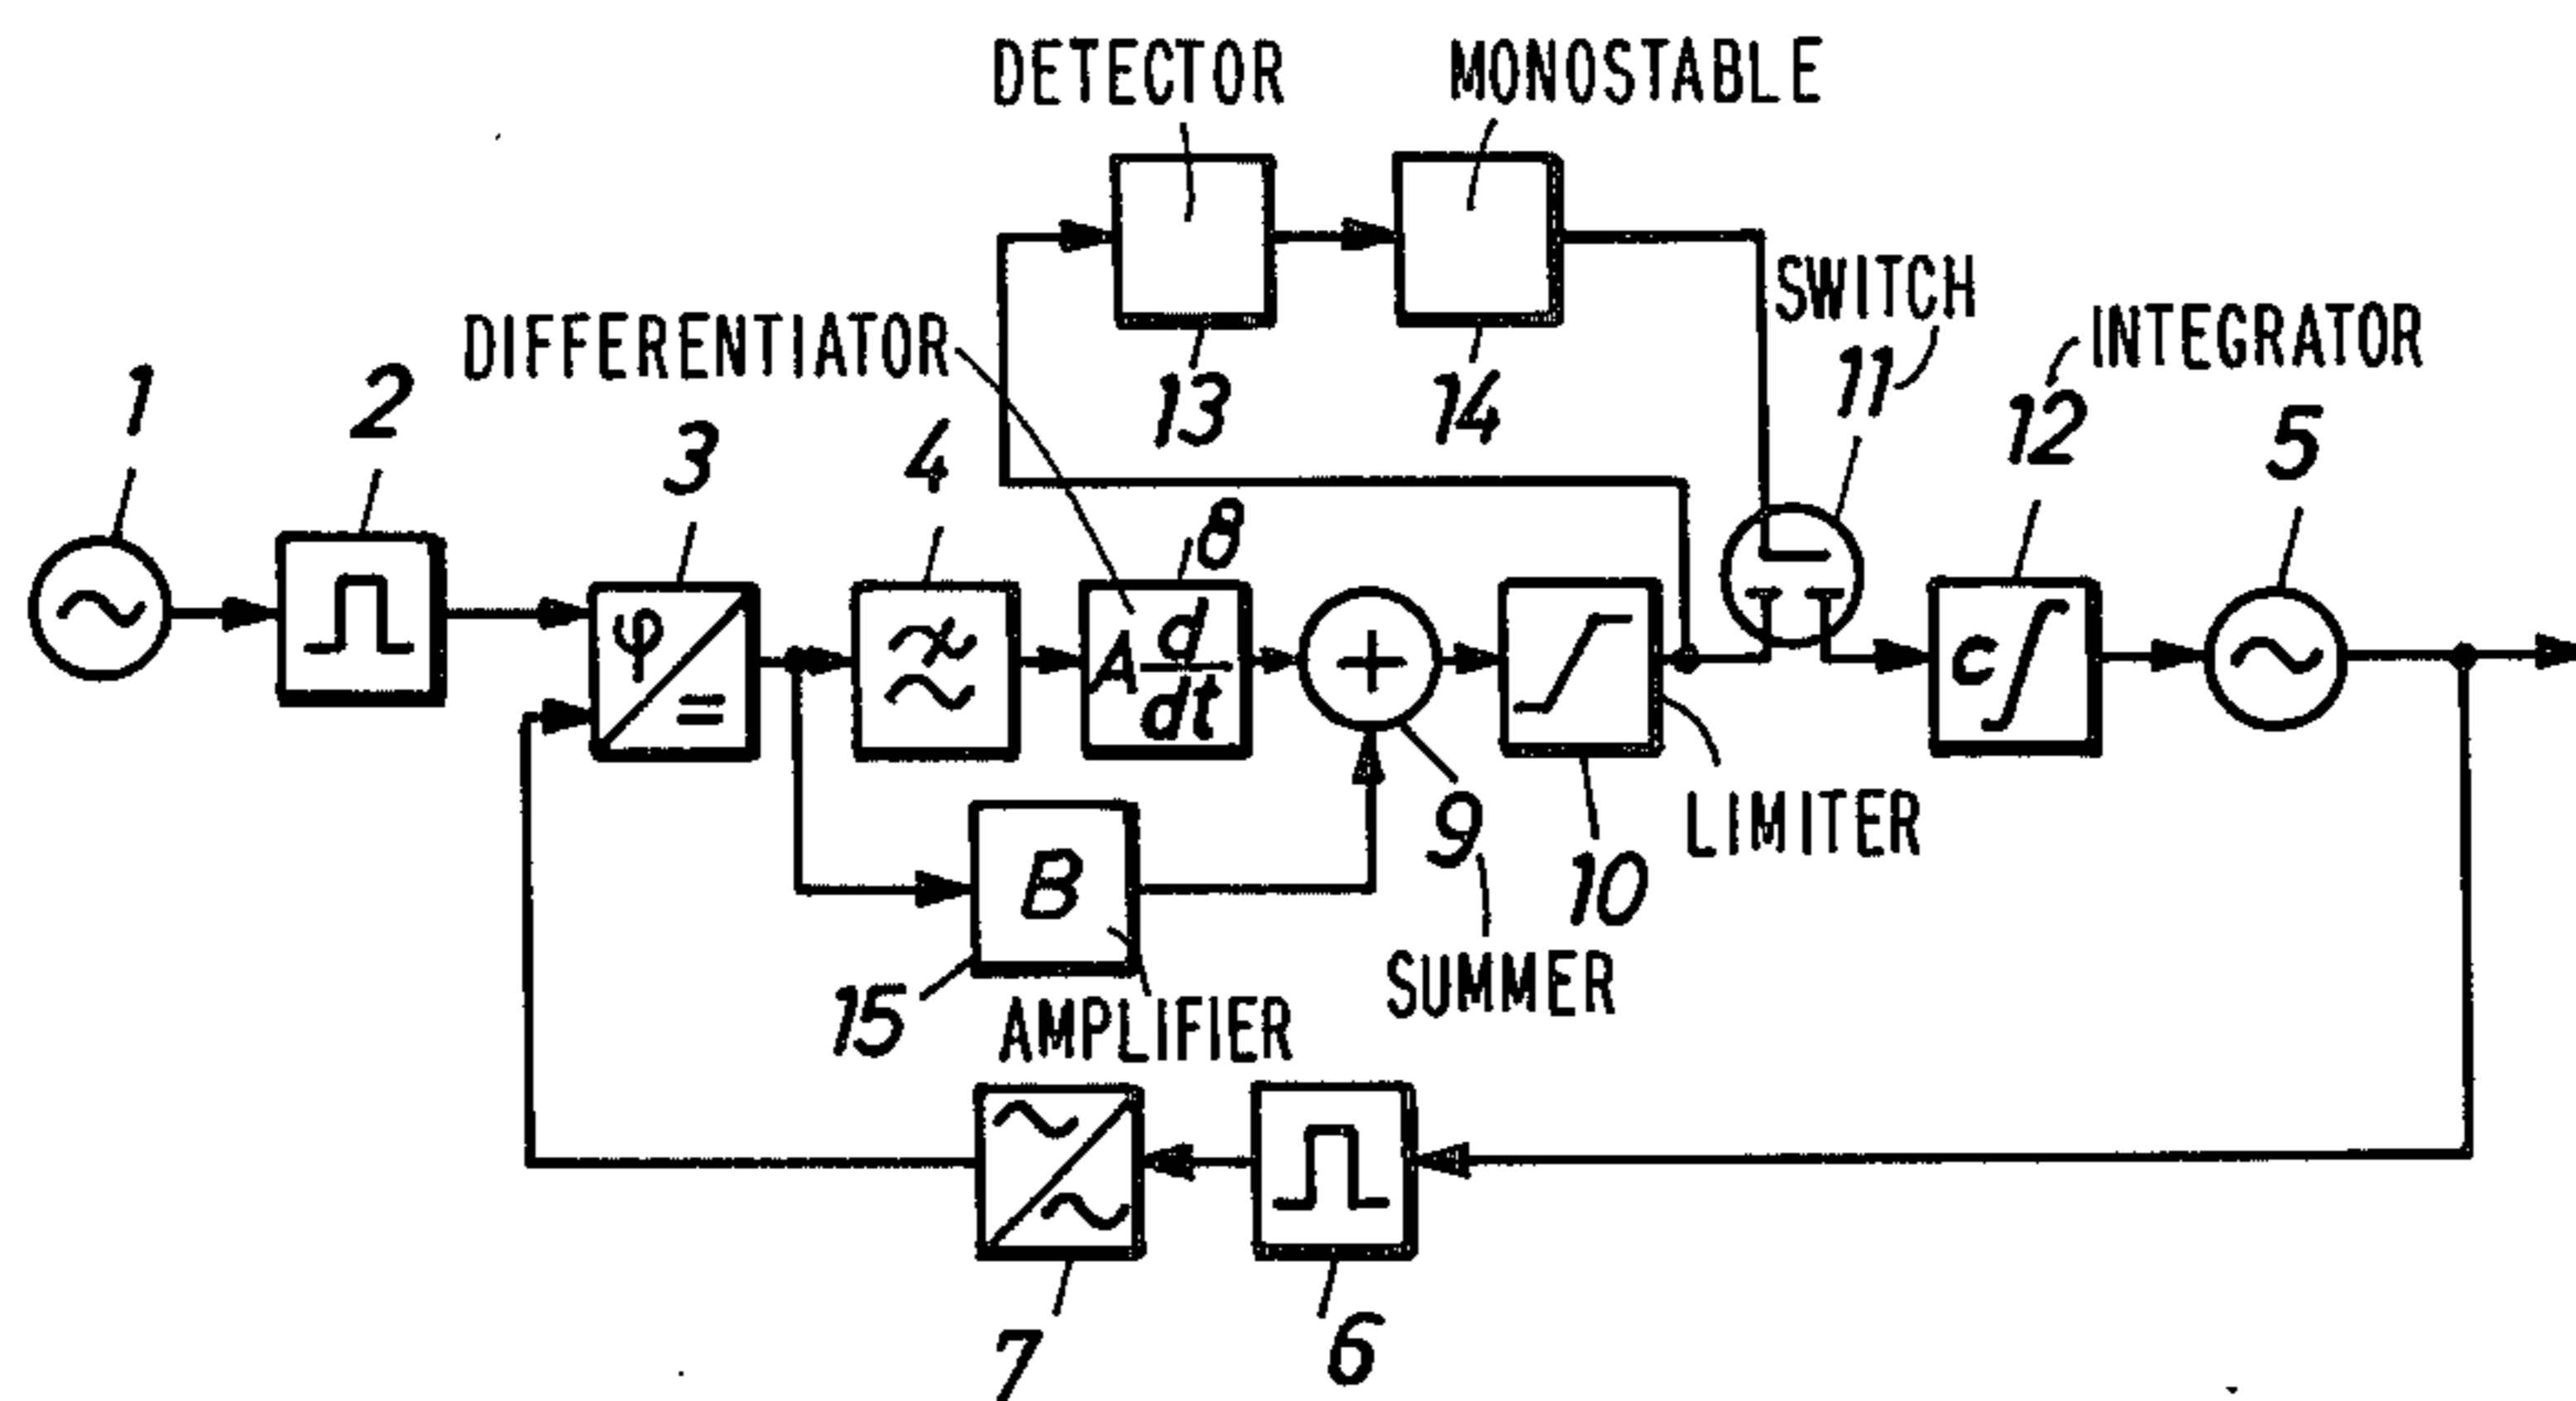 DETECTOR
MONOSTABLE
SWITCH
11
INTEGRATOR
12
DIFFERENTIATOR
13
14
1
2
3
4
5
8
φ
=
A d/dt
+
c ∫
LIMITER
B
9
10
15
AMPLIFIER
SUMMER
7
6